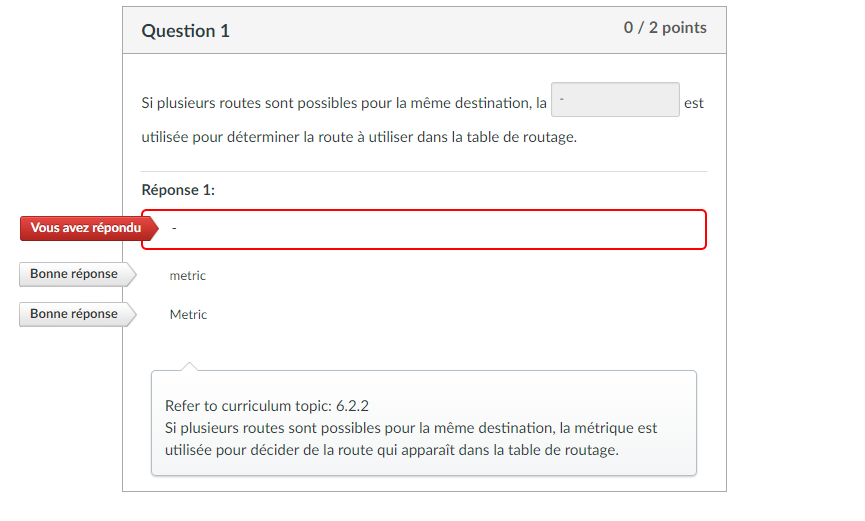 Question 1
0 / 2 points
Si plusieurs routes sont possibles pour la même destination, la - est
utilisée pour déterminer la route à utiliser dans la table de routage.
Réponse 1:
Vous avez répondu -
Bonne réponse metric
Bonne réponse Metric
Refer to curriculum topic: 6.2.2
Si plusieurs routes sont possibles pour la même destination, la métrique est
utilisée pour décider de la route qui apparaît dans la table de routage.